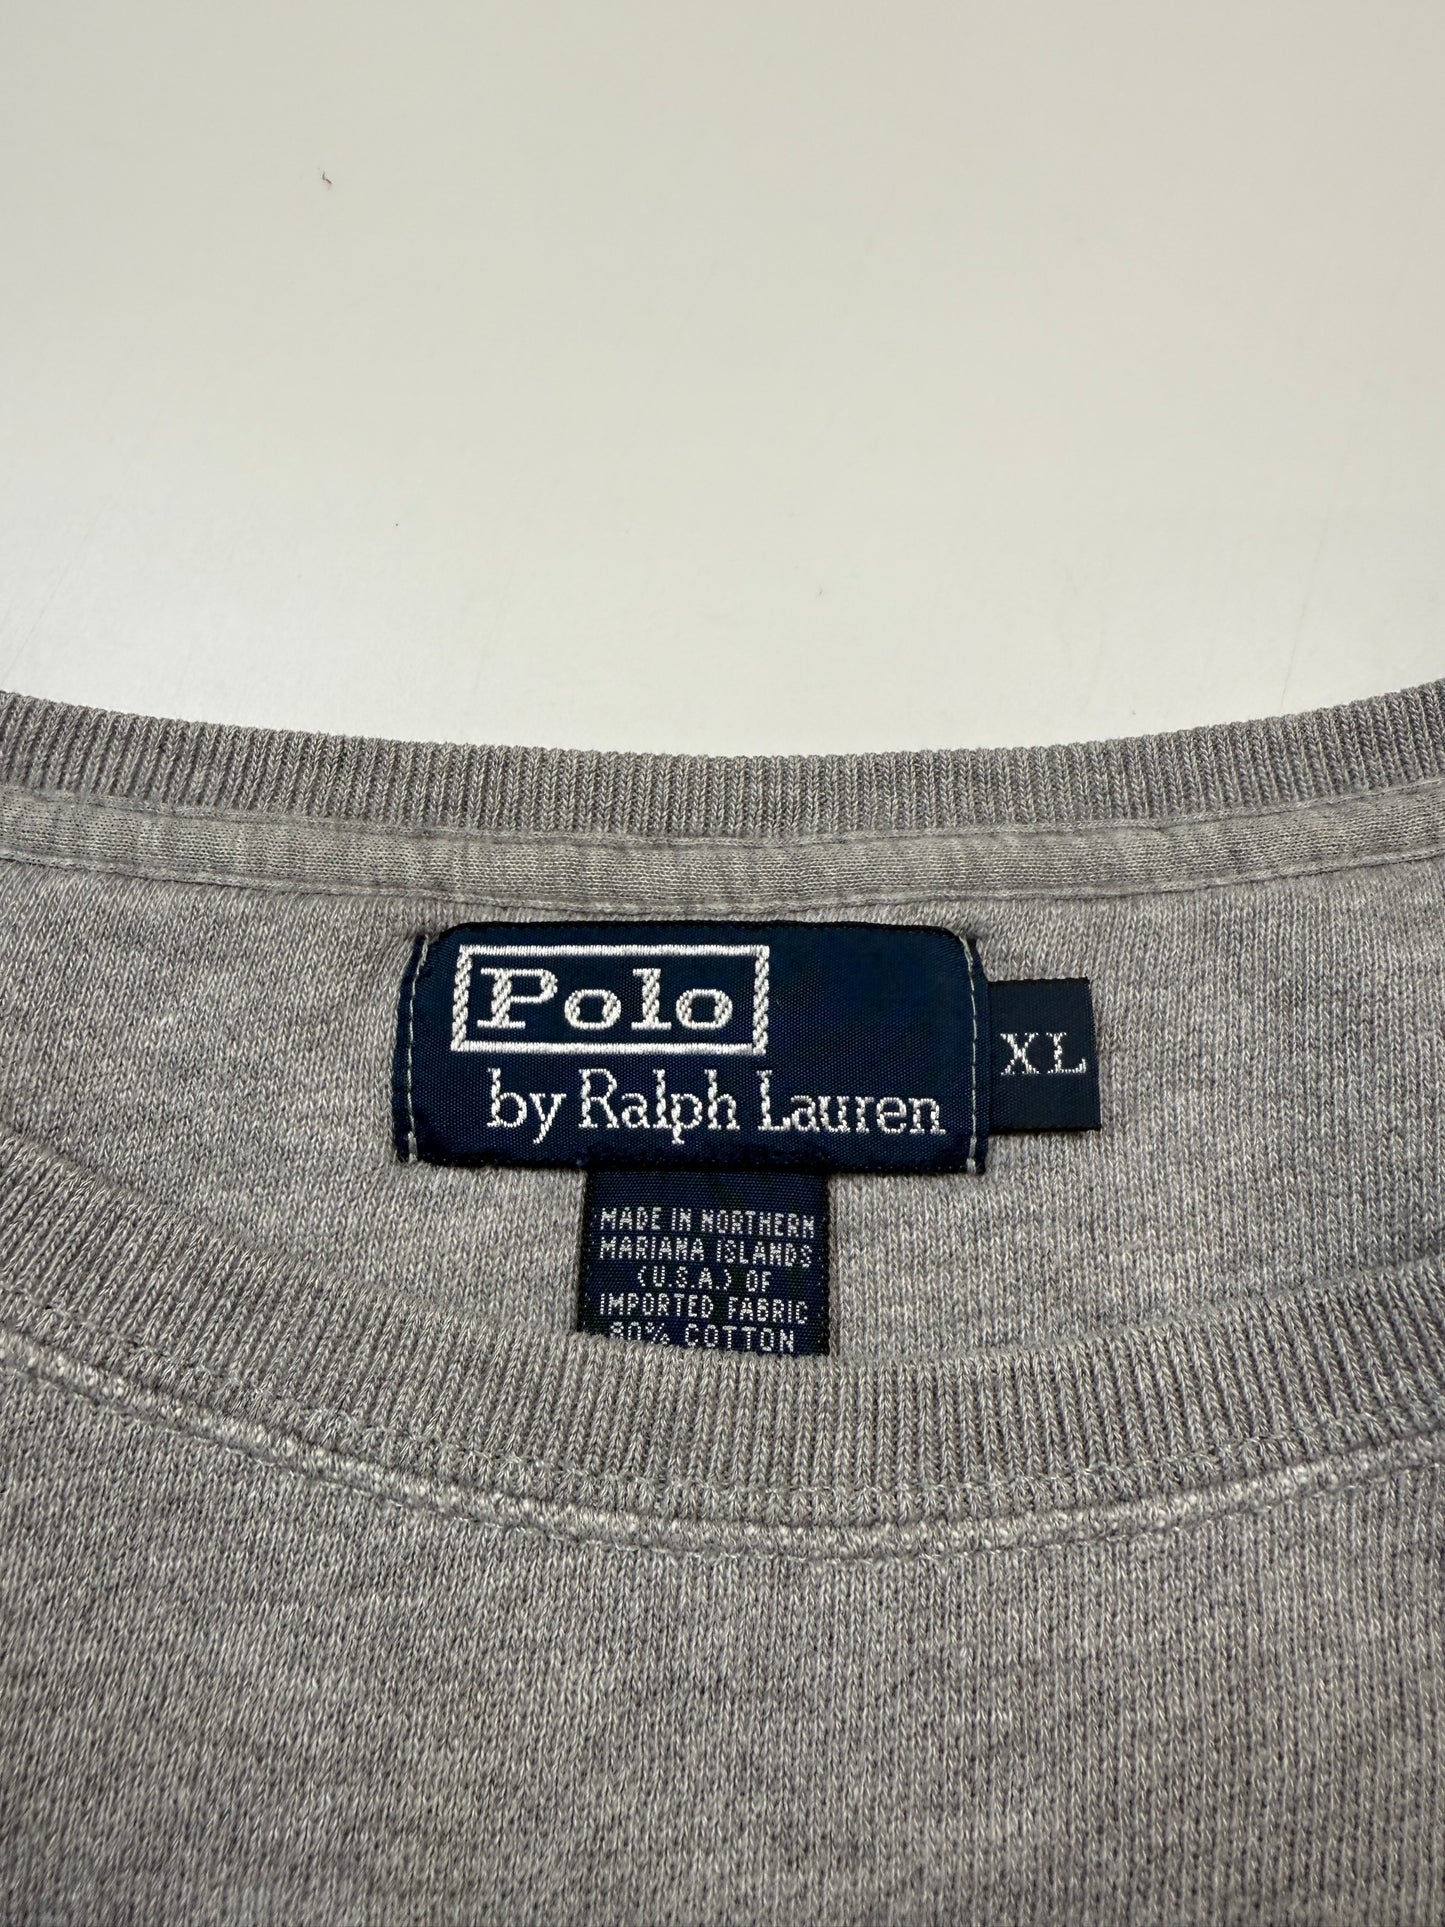 Polo
by Ralph Lauren
XL
MADE IN NORTHERN
MARIANA ISLANDS
(U.S.A.) OF
IMPORTED FABRIC
COTTON